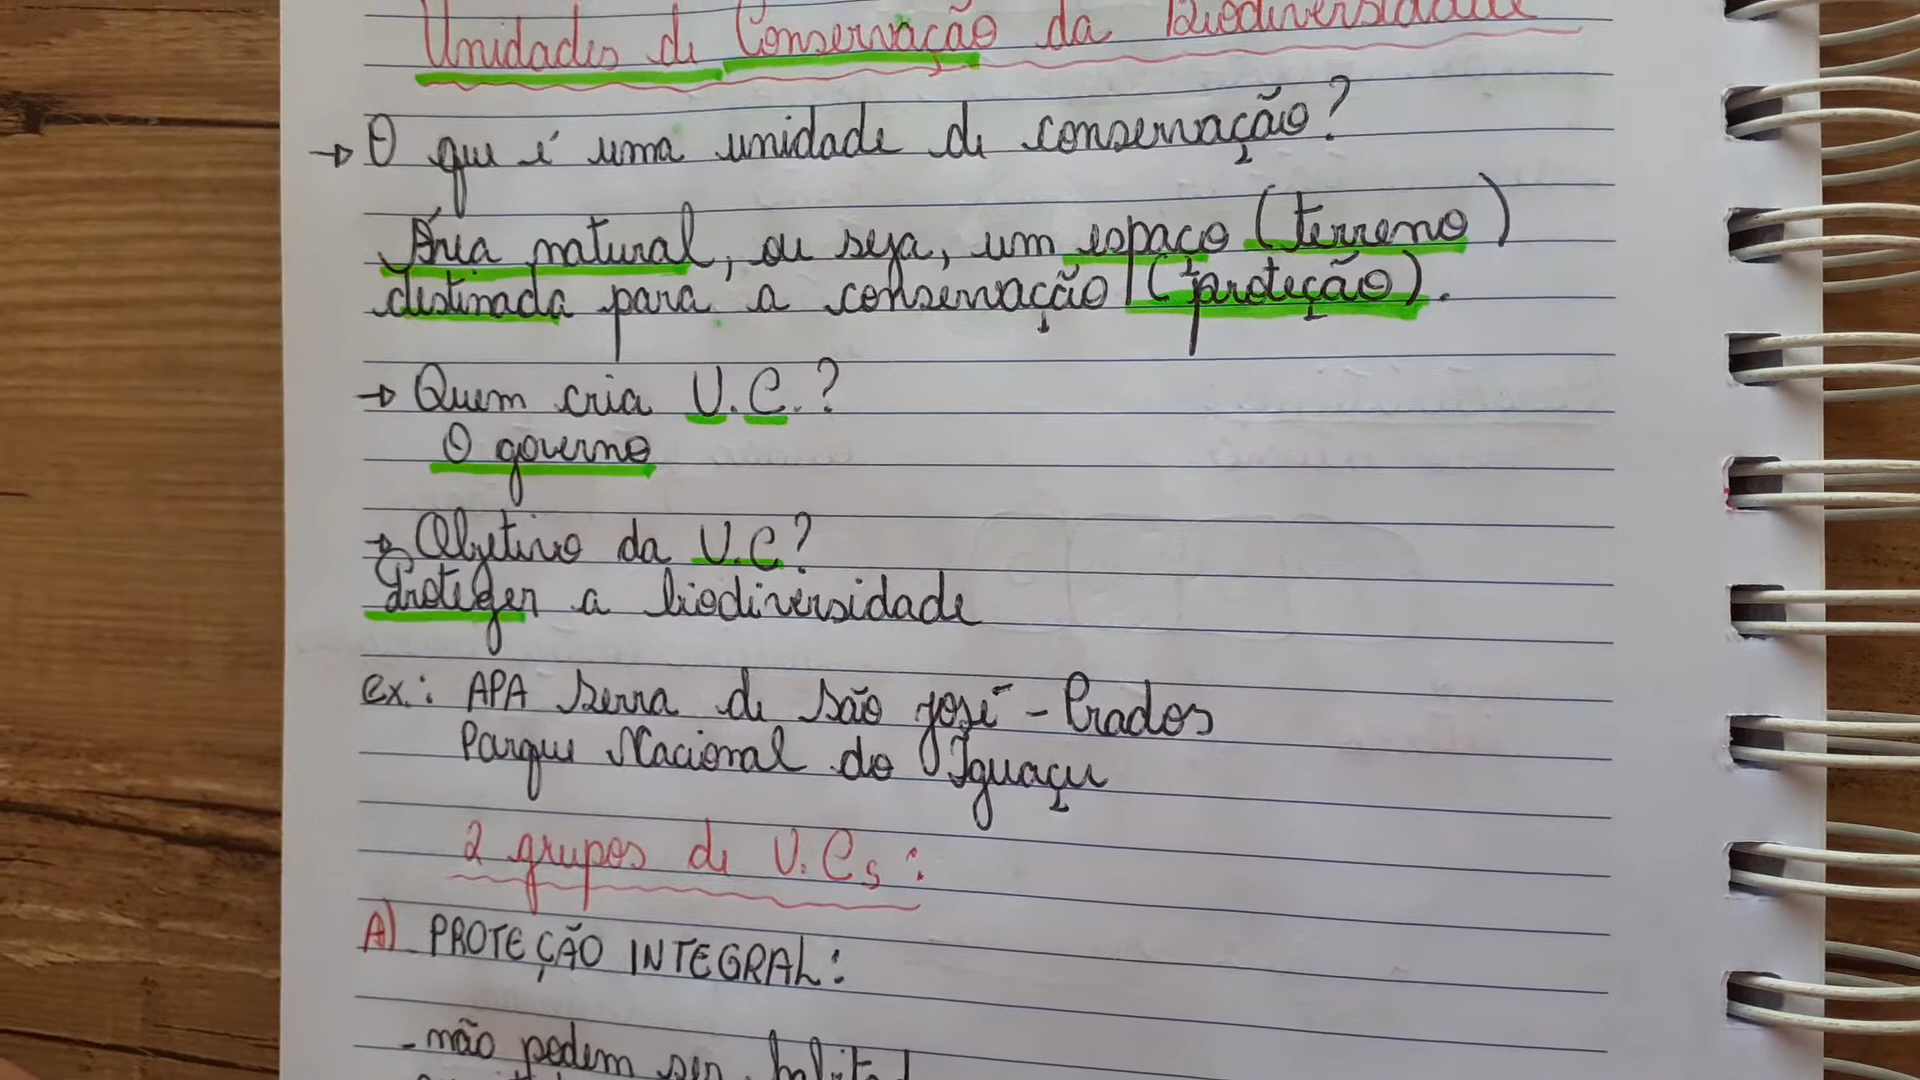 Unidades de Conservação da Biodiversidade
→ O que é uma unidade de conservação?
Área natural, ou seja, um espaço (terreno)
destinada para a conservação (proteção).
→ Quem cria U.C.?
O governo
→ Objetivo da U.C?
Proteger a biodiversidade
ex.: APA Serra de São José - Prados
Parque Nacional do Iguaçu
2 grupos de U.Cs:
A) PROTEÇÃO INTEGRAL:
- não podem ser